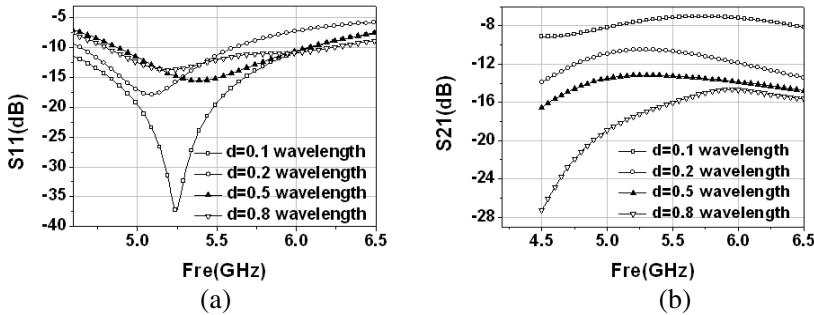 S11(dB)
-5
-10
-15
-20
-25
-30
-35
-40
d=0.1 wavelength
d=0.2 wavelength
d=0.5 wavelength
d=0.8 wavelength
5.0 5.5 6.0 6.5
Fre(GHz)
(a)
S21(dB)
-8
-12
-16
-20
-24
-28
d=0.1 wavelength
d=0.2 wavelength
d=0.5 wavelength
d=0.8 wavelength
4.5 5.0 5.5 6.0 6.5
Fre(GHz)
(b)